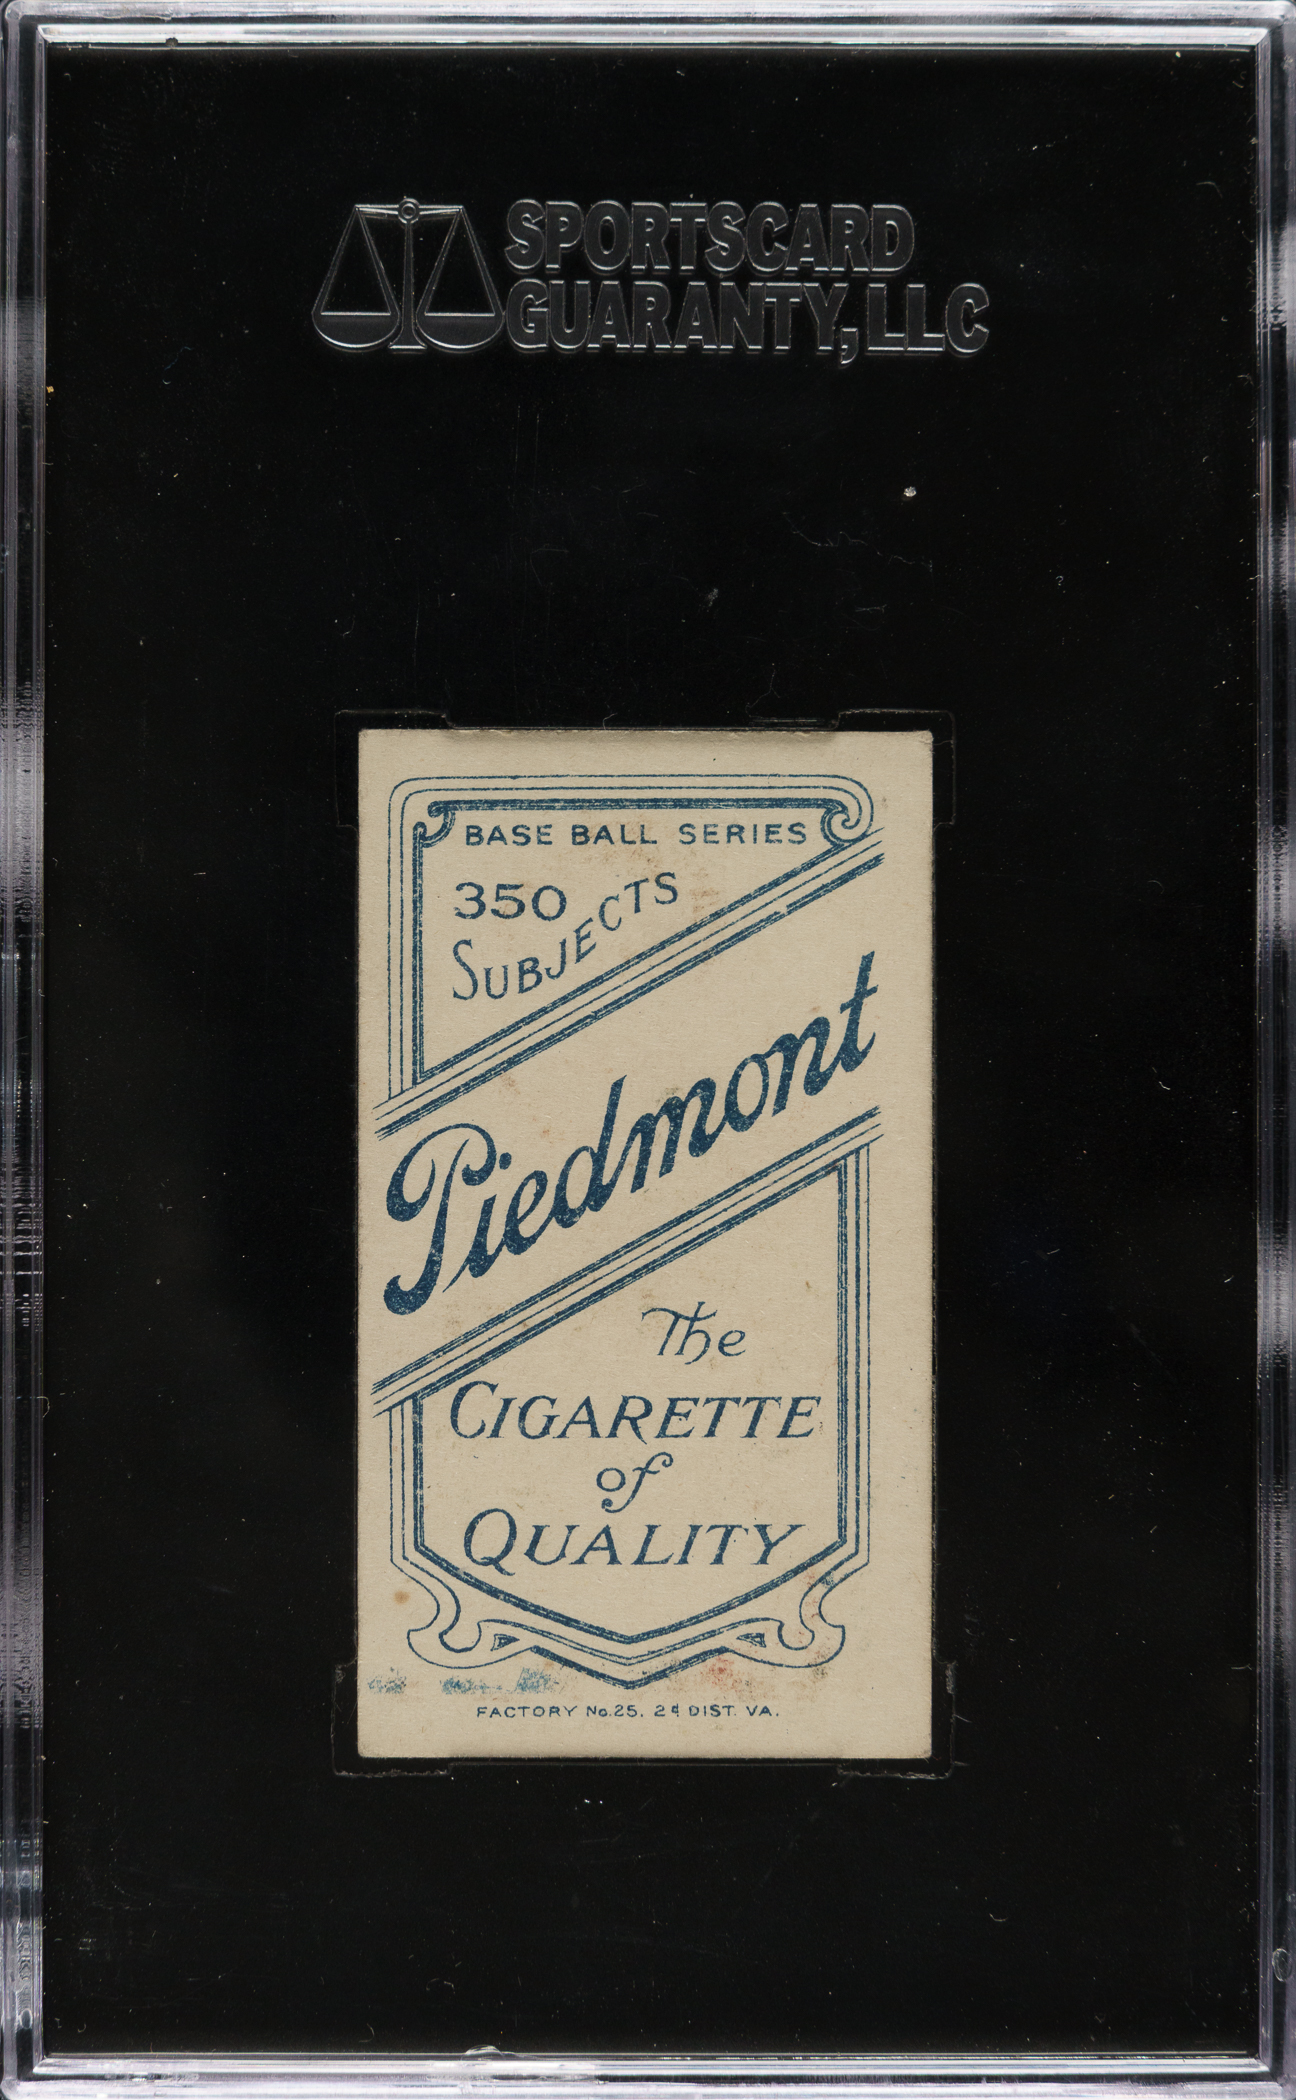 SPORTSCARD
GUARANTY, LLC
BASE BALL SERIES
350
SUBJECTS
Piedmont
The
CIGARETTE
of
QUALITY
FACTORY No. 25, 2d DIST. VA.